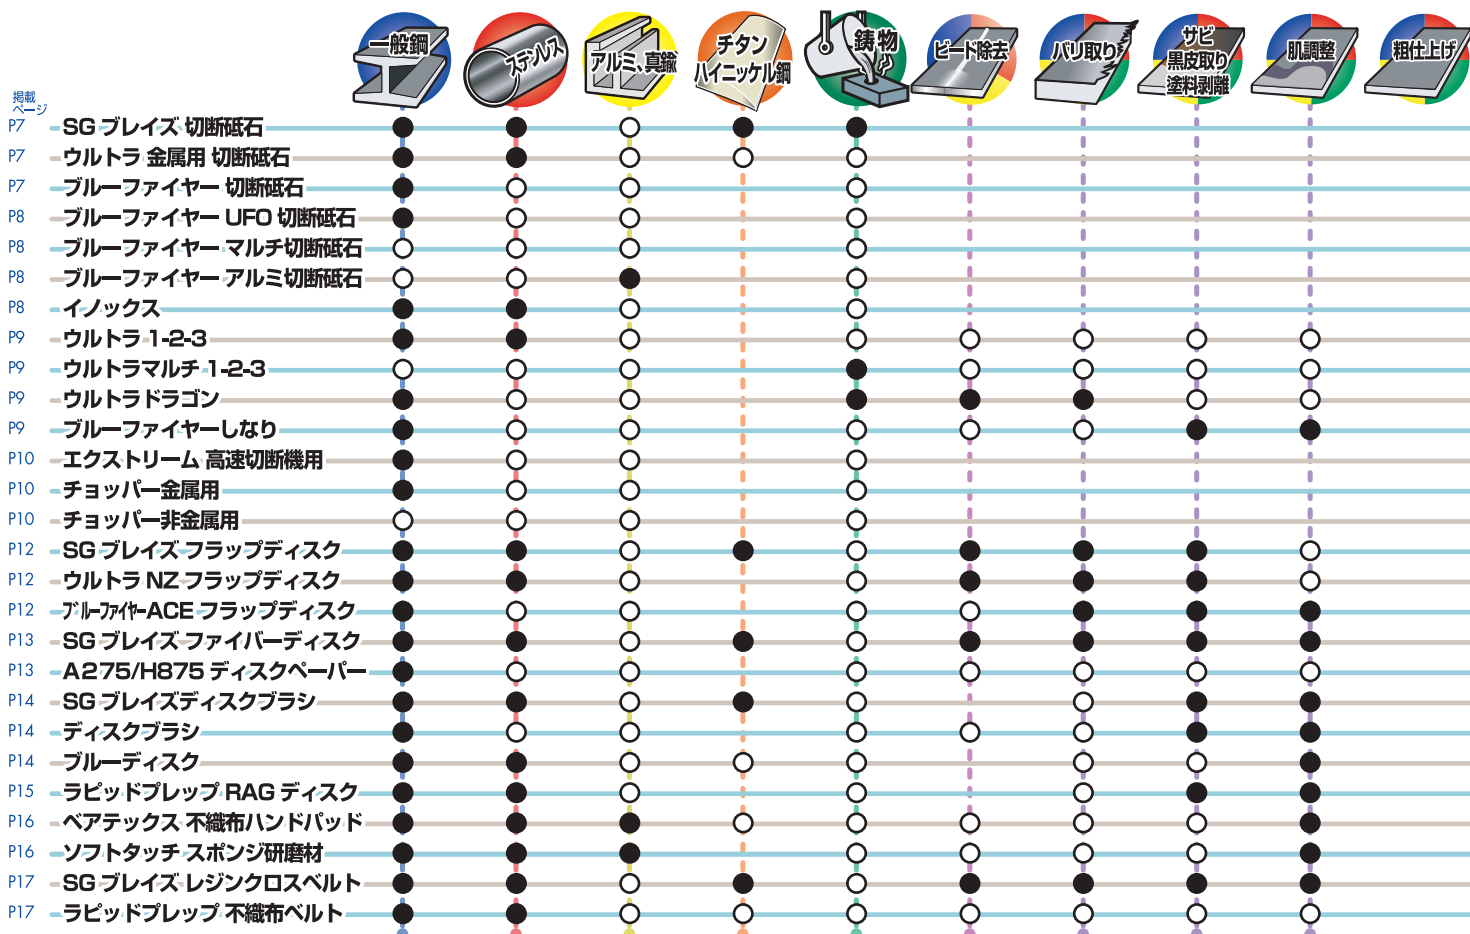 一般鋼
ステンレス
アルミ、真鍮
チタン
ハイニッケル鋼
鋳物
ビード除去
バリ取り
サビ
黒皮取り
塗料剥離
肌調整
粗仕上げ
掲載
ページ
P7 SG ブレイズ 切断砥石
P7 ウルトラ 金属用 切断砥石
P7 ブルーファイヤー 切断砥石
P8 ブルーファイヤー UFO 切断砥石
P8 ブルーファイヤー マルチ切断砥石
P8 ブルーファイヤー アルミ切断砥石
P8 イノックス
P9 ウルトラ 1-2-3
P9 ウルトラマルチ 1-2-3
P9 ウルトラドラゴン
P9 ブルーファイヤーしなり
P10 エクストリーム 高速切断機用
P10 チョッパー金属用
P10 チョッパー非金属用
P12 SG ブレイズ フラップディスク
P12 ウルトラ NZ フラップディスク
P12 ブルーファイヤーACE フラップディスク
P13 SG ブレイズ ファイバーディスク
P13 A275/H875 ディスクペーパー
P14 SG ブレイズディスクブラシ
P14 ディスクブラシ
P14 ブルーディスク
P15 ラピッドプレップ RAG ディスク
P16 ベアテックス 不織布ハンドパッド
P16 ソフトタッチ スポンジ研磨材
P17 SG ブレイズ レジンクロスベルト
P17 ラピッドプレップ 不織布ベルト